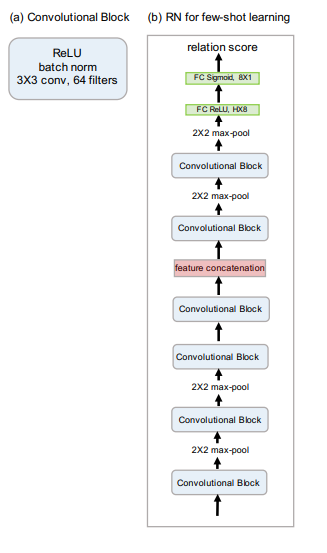 (a) Convolutional Block
ReLU
batch norm
3X3 conv, 64 filters
(b) RN for few-shot learning
relation score
FC Sigmoid, 8X1
FC ReLU, HX8
2X2 max-pool
Convolutional Block
2X2 max-pool
Convolutional Block
feature concatenation
Convolutional Block
Convolutional Block
2X2 max-pool
Convolutional Block
2X2 max-pool
Convolutional Block